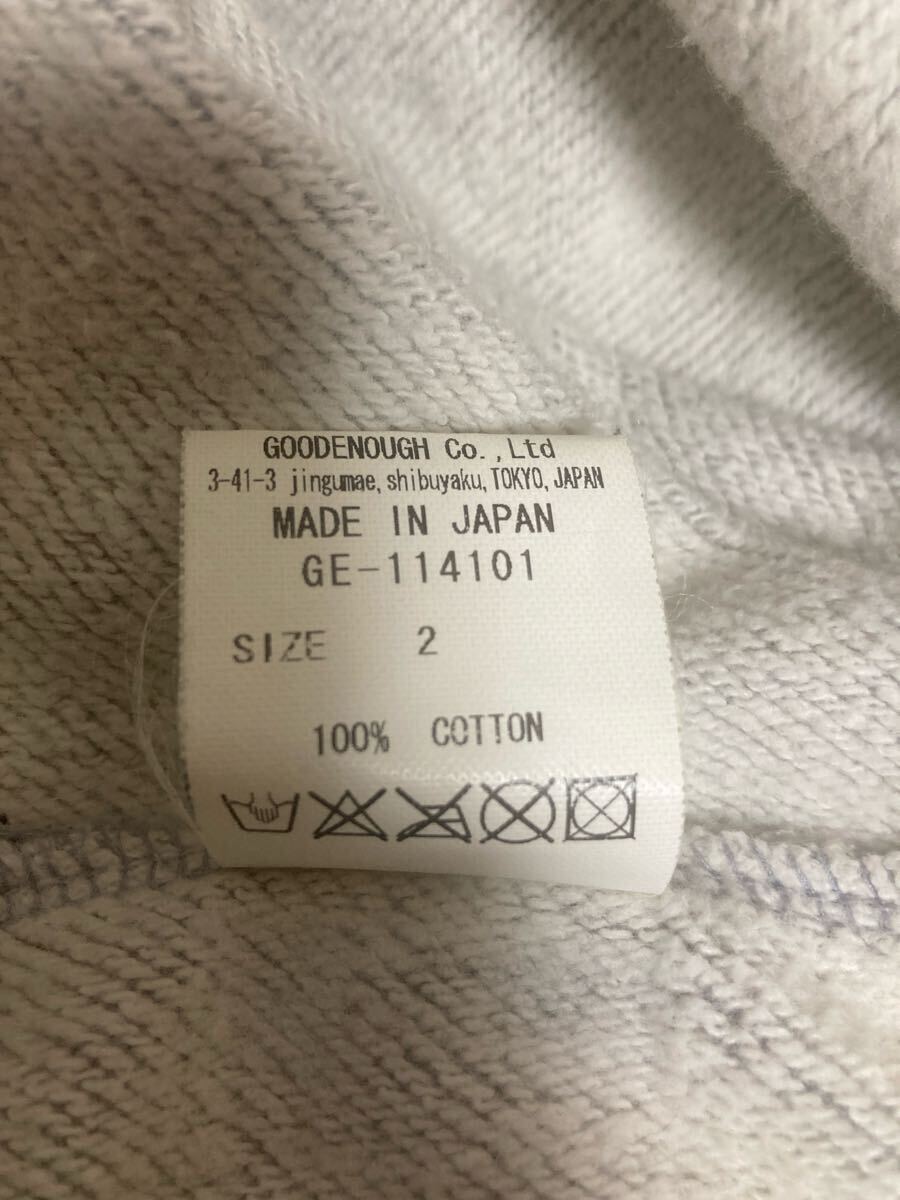 GOODENOUGH Co.,Ltd
3-41-3 jingumae, shibuyaku, TOKYO, JAPAN
MADE IN JAPAN
GE-114101
SIZE 2
100% COTTON